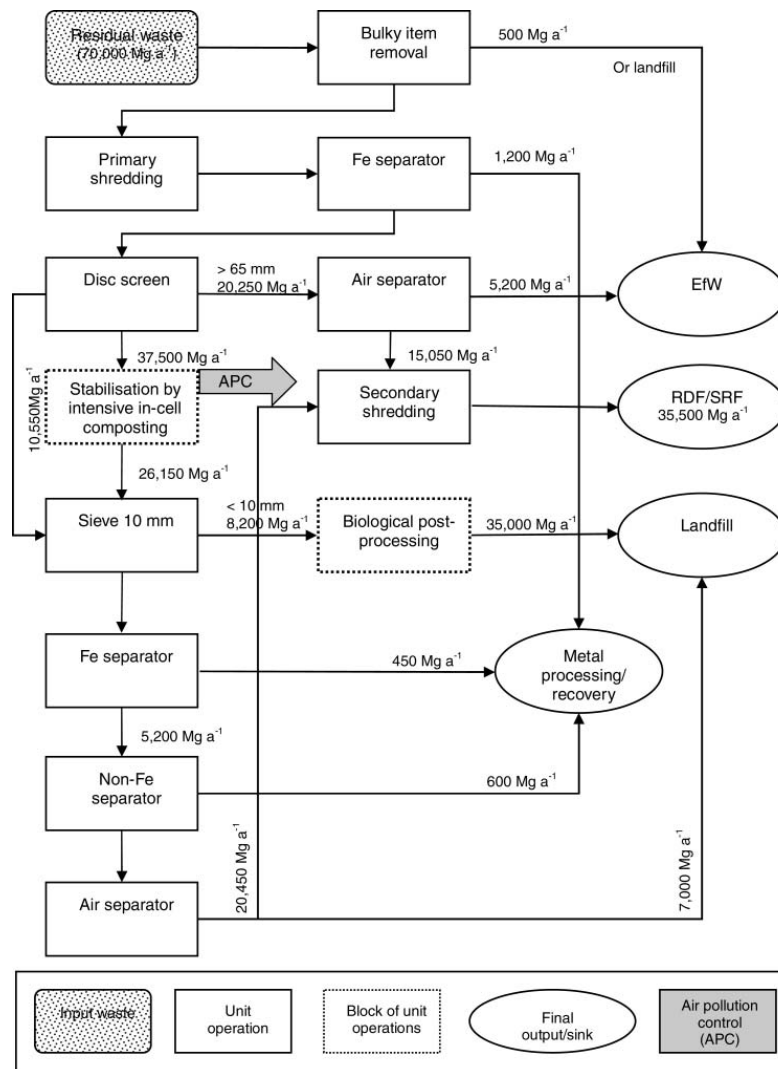 Residual waste
(70,000 Mg a⁻¹)
Bulky item
removal
500 Mg a⁻¹
Or landfill
Primary
shredding
Fe separator
1,200 Mg a⁻¹
Disc screen
> 65 mm
20,250 Mg a⁻¹
Air separator
5,200 Mg a⁻¹
EfW
37,500 Mg a⁻¹
15,050 Mg a⁻¹
10,550Mg a⁻¹
Stabilisation by
intensive in-cell
composting
APC
Secondary
shredding
RDF/SRF
35,500 Mg a⁻¹
26,150 Mg a⁻¹
Sieve 10 mm
< 10 mm
8,200 Mg a⁻¹
Biological post-
processing
35,000 Mg a⁻¹
Landfill
Fe separator
450 Mg a⁻¹
Metal
processing/
recovery
5,200 Mg a⁻¹
Non-Fe
separator
600 Mg a⁻¹
Air separator
20,450 Mg a⁻¹
7,000 Mg a⁻¹
Input waste
Unit
operation
Block of unit
operations
Final
output/sink
Air pollution
control
(APC)